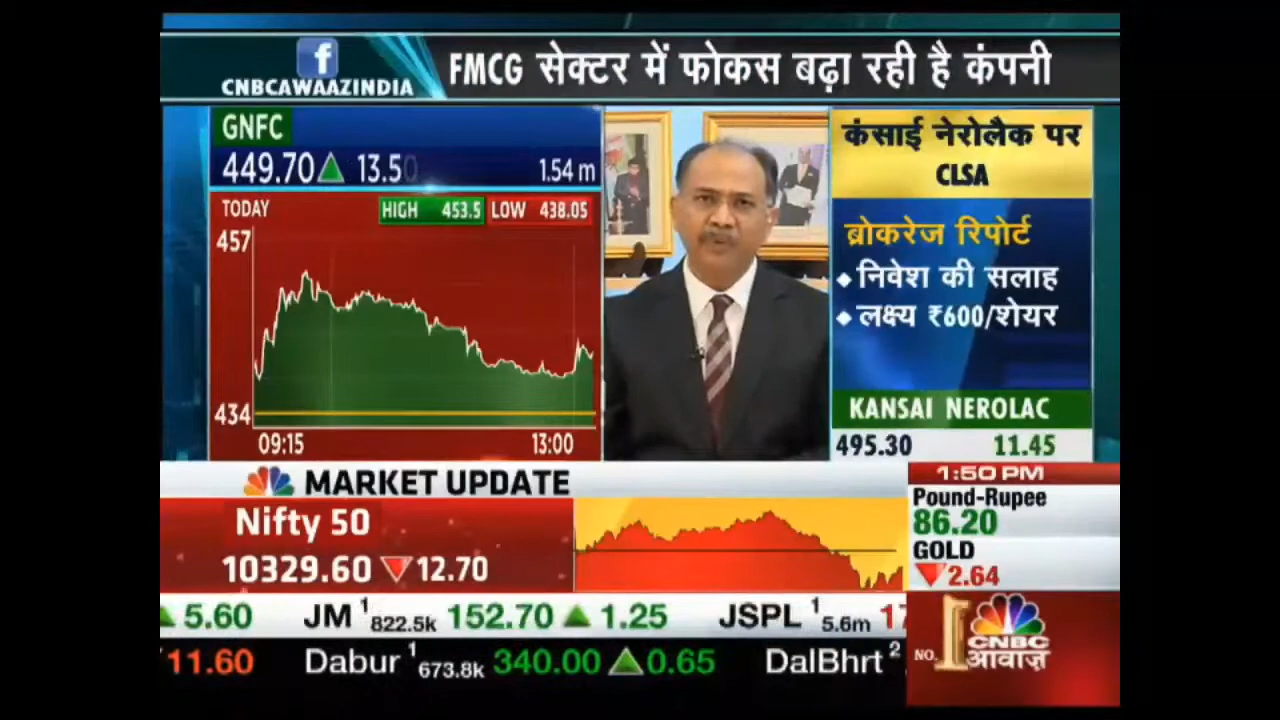 f
CNBCAWAAZINDIA
FMCG सेक्टर में फोकस बढ़ा रही है कंपनी
GNFC
449.70 13.50 1.54 m
TODAY HIGH 453.5 LOW 438.05
457
434
09:15 13:00
कंसाई नेरोलैक पर
CLSA
ब्रोकरेज रिपोर्ट
निवेश की सलाह
लक्ष्य ₹600/शेयर
KANSAI NEROLAC
495.30 11.45
MARKET UPDATE
Nifty 50
10329.60 12.70
1:50 PM
Pound-Rupee
86.20
GOLD
2.64
5.60 JM 1 822.5k 152.70 1.25 JSPL 1 5.6m 17
11.60 Dabur 1 673.8k 340.00 0.65 DalBhrt 2
NO. 1 CNBC
आवाज़